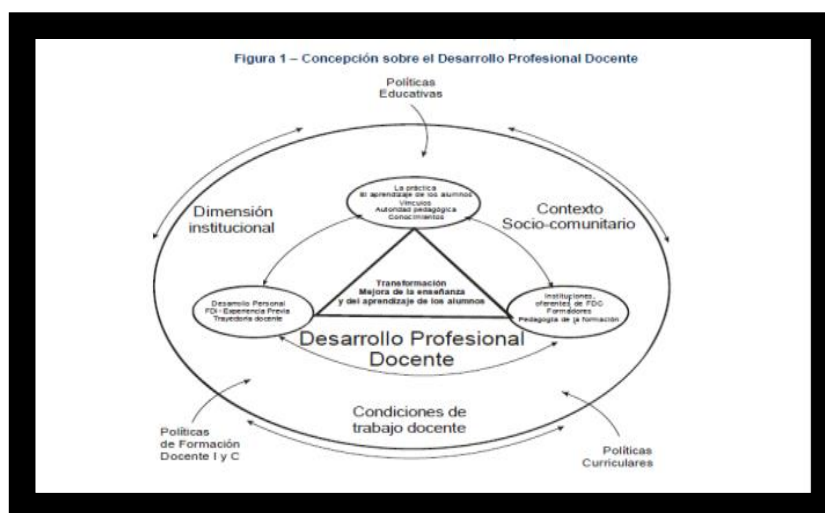 Figura 1 – Concepción sobre el Desarrollo Profesional Docente
Políticas
Educativas
La práctica
El aprendizaje de los alumnos
Vínculos
Autoridad pedagógica
Conocimientos
Dimensión
institucional
Contexto
Socio-comunitario
Transformación
Mejora de la enseñanza
y del aprendizaje de los alumnos
Desarrollo Personal
FDI - Experiencia Previa
Trayectoria docente
Instituciones,
oferentes de FDC
Formadores
Pedagogía de la formación
Desarrollo Profesional
Docente
Condiciones de
trabajo docente
Políticas
de Formación
Docente I y C
Políticas
Curriculares